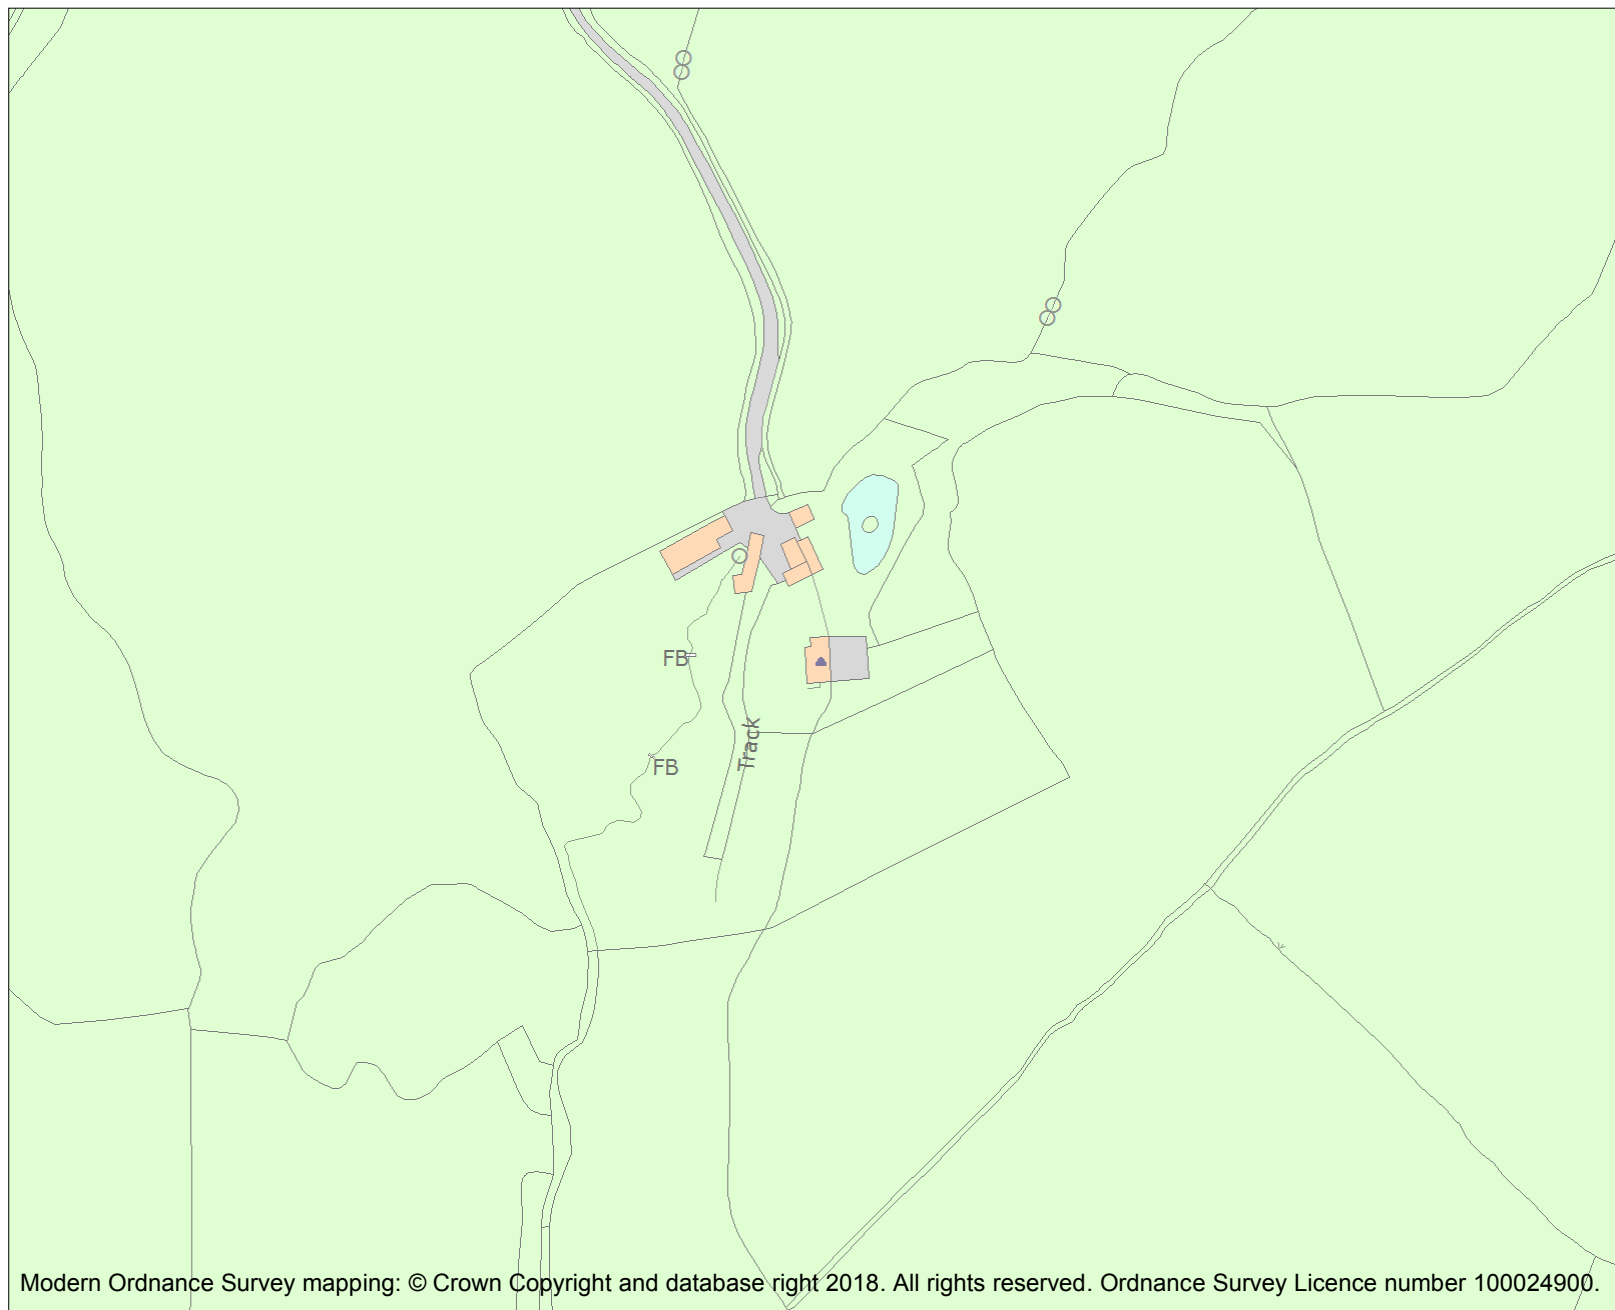 FB
Track
FB
Modern Ordnance Survey mapping: © Crown Copyright and database right 2018. All rights reserved. Ordnance Survey Licence number 100024900.